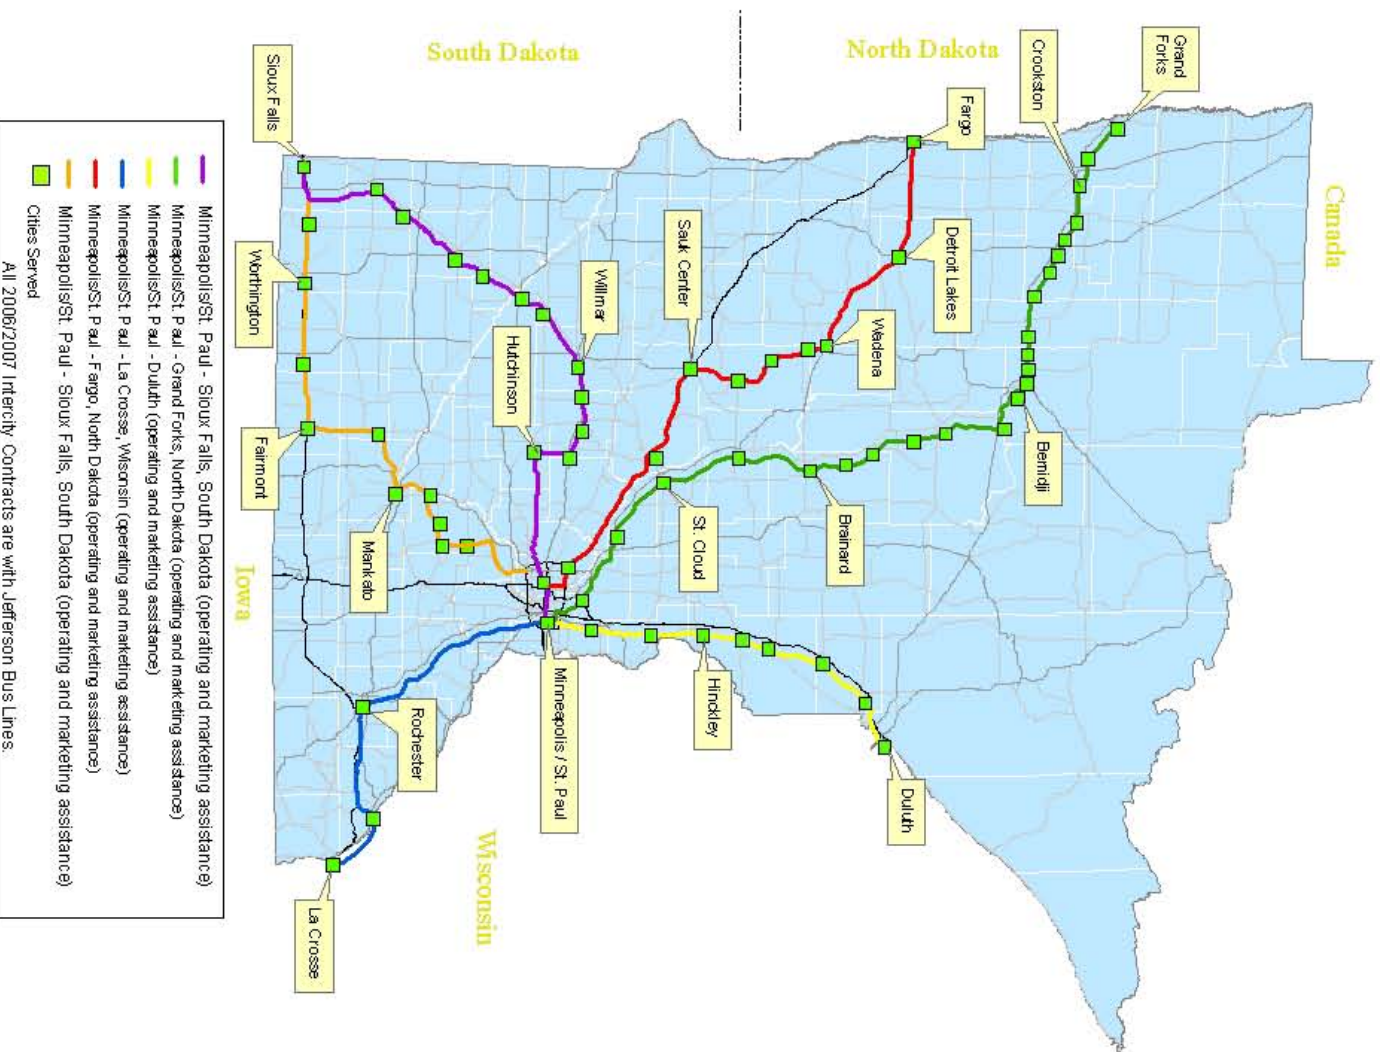 Canada
North Dakota
South Dakota
Grand
Forks
Crookston
Fargo
Detroit Lakes
Wadena
Sauk Center
Bemidji
Brainard
St. Cloud
Duluth
Hinckley
Willmar
Hutchinson
Minneapolis / St. Paul
Sioux Falls
Worthington
Fairmont
Mankato
Rochester
La Crosse
Iowa
Wisconsin
Minneapolis/St. Paul - Sioux Falls, South Dakota (operating and marketing assistance)
Minneapolis/St. Paul - Grand Forks, North Dakota (operating and marketing assistance)
Minneapolis/St. Paul - Duluth (operating and marketing assistance)
Minneapolis/St. Paul - La Crosse, Wisconsin (operating and marketing assistance)
Minneapolis/St. Paul - Fargo, North Dakota (operating and marketing assistance)
Minneapolis/St. Paul - Sioux Falls, South Dakota (operating and marketing assistance)
Cities Served
All 2006/2007 Intercity Contracts are with Jefferson Bus Lines.